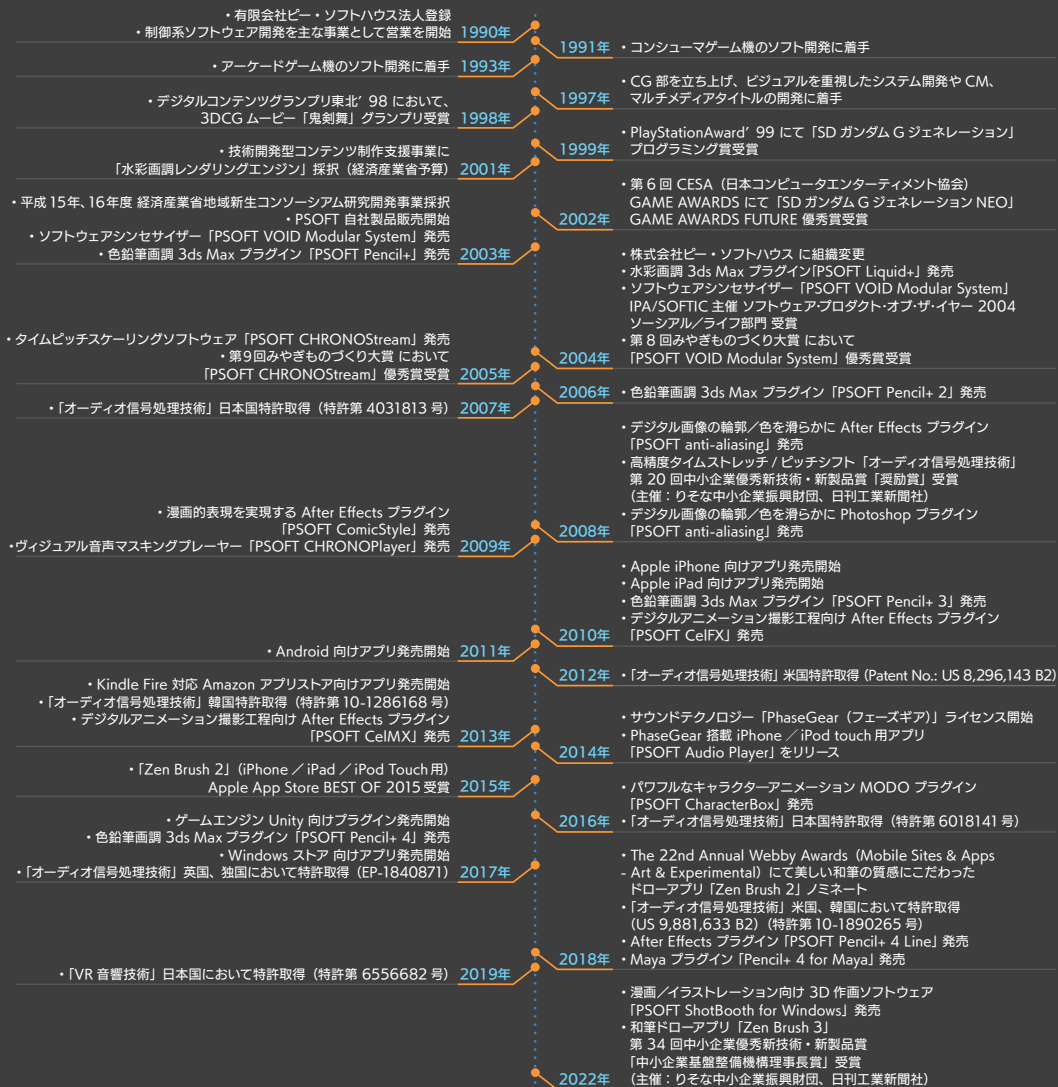 ・有限会社ピー・ソフトハウス法人登録
・制御系ソフトウェア開発を主な事業として営業を開始 1990年
1991年 ・コンシューマゲーム機のソフト開発に着手
・アーケードゲーム機のソフト開発に着手 1993年
・CG 部を立ち上げ、ビジュアルを重視したシステム開発や CM、
1997年 マルチメディアタイトルの開発に着手
・デジタルコンテンツグランプリ東北’98 において、
3DCG ムービー「鬼剣舞」グランプリ受賞 1998年
・PlayStationAward’99 にて「SD ガンダム G ジェネレーション」
1999年 プログラミング賞受賞
・技術開発型コンテンツ制作支援事業に
「水彩画調レンダリングエンジン」採択（経済産業省予算） 2001年
・第 6 回 CESA（日本コンピュータエンターティメント協会）
GAME AWARDS にて「SD ガンダム G ジェネレーション NEO」
2002年 GAME AWARDS FUTURE 優秀賞受賞
・平成 15年、16年度 経済産業省地域新生コンソーシアム研究開発事業採択
・PSOFT 自社製品販売開始
・ソフトウェアシンセサイザー「PSOFT VOID Modular System」発売
・色鉛筆画調 3ds Max プラグイン「PSOFT Pencil+」発売 2003年
・株式会社ピー・ソフトハウス に組織変更
・水彩画調 3ds Max プラグイン「PSOFT Liquid+」発売
・ソフトウェアシンセサイザー「PSOFT VOID Modular System」
IPA/SOFTIC 主催 ソフトウェア・プロダクト・オブ・ザ・イヤー 2004
ソーシアル／ライフ部門 受賞
・第 8 回みやぎものづくり大賞 において
2004年 「PSOFT VOID Modular System」優秀賞受賞
・タイムピッチスケーリングソフトウェア「PSOFT CHRONOStream」発売
・第9回みやぎものづくり大賞 において
「PSOFT CHRONOStream」優秀賞受賞 2005年
2006年 ・色鉛筆画調 3ds Max プラグイン「PSOFT Pencil+ 2」発売
・「オーディオ信号処理技術」日本国特許取得（特許第 4031813 号） 2007年
・デジタル画像の輪郭／色を滑らかに After Effects プラグイン
「PSOFT anti-aliasing」発売
・高精度タイムストレッチ / ピッチシフト「オーディオ信号処理技術」
第 20 回中小企業優秀新技術・新製品賞「奨励賞」受賞
（主催：りそな中小企業振興財団、日刊工業新聞社）
・デジタル画像の輪郭／色を滑らかに Photoshop プラグイン
2008年 「PSOFT anti-aliasing」発売
・漫画的表現を実現する After Effects プラグイン
「PSOFT ComicStyle」発売
・ヴィジュアル音声マスキングプレーヤー「PSOFT CHRONOPlayer」発売 2009年
・Apple iPhone 向けアプリ発売開始
・Apple iPad 向けアプリ発売開始
・色鉛筆画調 3ds Max プラグイン「PSOFT Pencil+ 3」発売
・デジタルアニメーション撮影工程向け After Effects プラグイン
2010年 「PSOFT CelFX」発売
・Android 向けアプリ発売開始 2011年
2012年 ・「オーディオ信号処理技術」米国特許取得 (Patent No.: US 8,296,143 B2)
・Kindle Fire 対応 Amazon アプリストア向けアプリ発売開始
・「オーディオ信号処理技術」韓国特許取得（特許第 10-1286168 号）
・デジタルアニメーション撮影工程向け After Effects プラグイン
「PSOFT CelMX」発売 2013年
・サウンドテクノロジー「PhaseGear（フェーズギア）」ライセンス開始
・PhaseGear 搭載 iPhone ／ iPod touch 用アプリ
2014年 「PSOFT Audio Player」をリリース
・「Zen Brush 2」（iPhone ／ iPad ／ iPod Touch 用）
Apple App Store BEST OF 2015 受賞 2015年
・パワフルなキャラクターアニメーション MODO プラグイン
「PSOFT CharacterBox」発売
2016年 ・「オーディオ信号処理技術」日本国特許取得（特許第 6018141 号）
・ゲームエンジン Unity 向けプラグイン発売開始
・色鉛筆画調 3ds Max プラグイン「PSOFT Pencil+ 4」発売
・Windows ストア 向けアプリ発売開始
・「オーディオ信号処理技術」英国、独国において特許取得（EP-1840871） 2017年
・The 22nd Annual Webby Awards（Mobile Sites & Apps
- Art & Experimental）にて美しい和筆の質感にこだわった
ドローアプリ「Zen Brush 2」ノミネート
・「オーディオ信号処理技術」米国、韓国において特許取得
（US 9,881,633 B2）（特許第 10-1890265 号）
・After Effects プラグイン「PSOFT Pencil+ 4 Line」発売
2018年 ・Maya プラグイン「Pencil+ 4 for Maya」発売
・「VR 音響技術」日本国において特許取得（特許第 6556682 号） 2019年
・漫画／イラストレーション向け 3D 作画ソフトウェア
「PSOFT ShotBooth for Windows」発売
・和筆ドローアプリ「Zen Brush 3」
第 34 回中小企業優秀新技術・新製品賞
「中小企業基盤整備機構理事長賞」受賞
2022年 （主催：りそな中小企業振興財団、日刊工業新聞社）